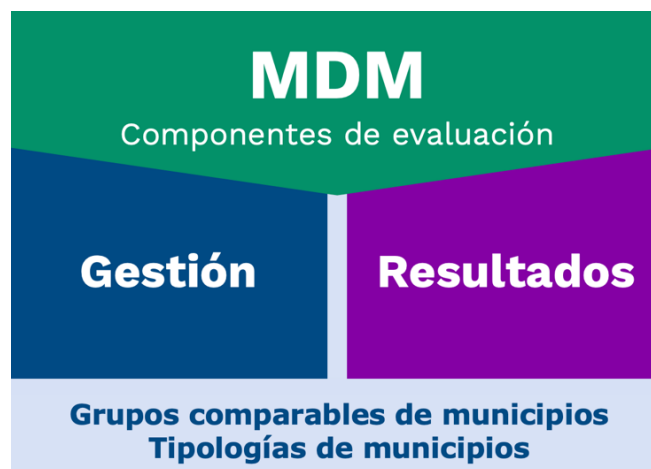 MDM
Componentes de evaluación
Gestión
Resultados
Grupos comparables de municipios
Tipologías de municipios